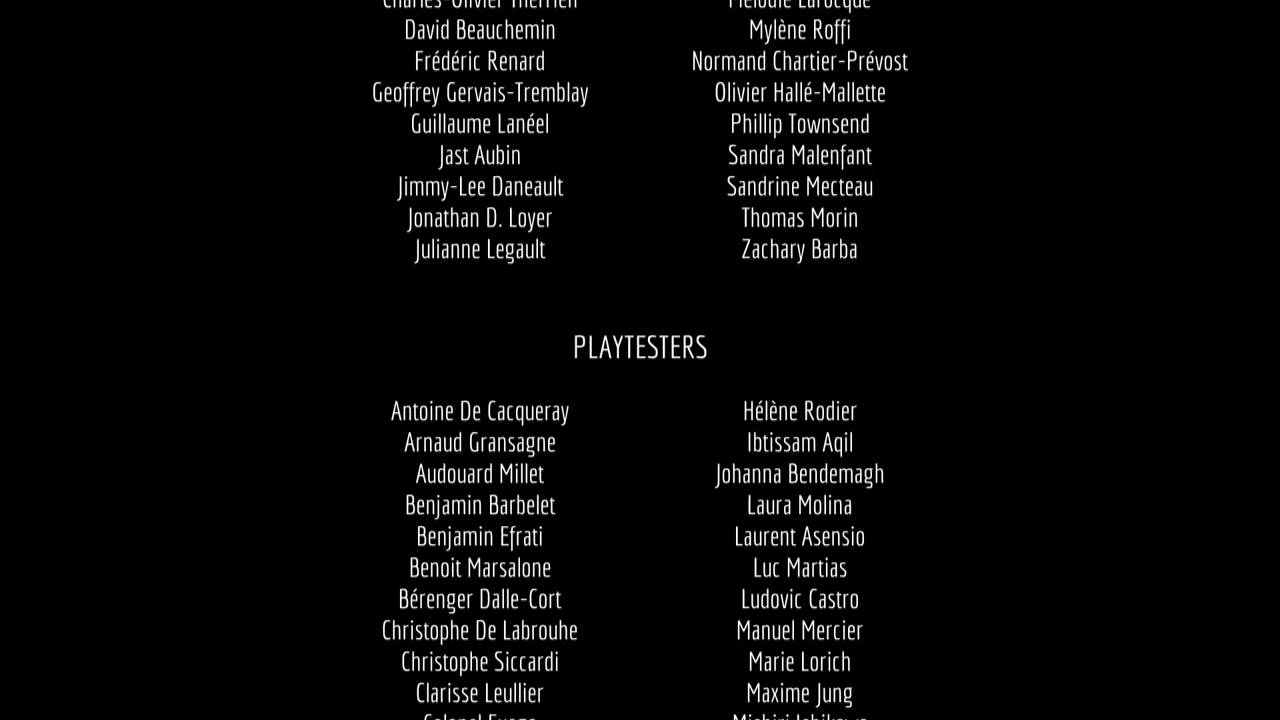 David Beauchemin
Frédéric Renard
Geoffrey Gervais-Tremblay
Guillaume Lanéel
Jast Aubin
Jimmy-Lee Daneault
Jonathan D. Loyer
Julianne Legault
Mylène Roffi
Normand Chartier-Prévost
Olivier Hallé-Mallette
Phillip Townsend
Sandra Malenfant
Sandrine Mecteau
Thomas Morin
Zachary Barba
PLAYTESTERS
Antoine De Cacqueray
Arnaud Gransagne
Audouard Millet
Benjamin Barbelet
Benjamin Efrati
Benoit Marsalone
Bérenger Dalle-Cort
Christophe De Labrouhe
Christophe Siccardi
Clarisse Leullier
Hélène Rodier
Ibtissam Aqil
Johanna Bendemagh
Laura Molina
Laurent Asensio
Luc Martias
Ludovic Castro
Manuel Mercier
Marie Lorich
Maxime Jung